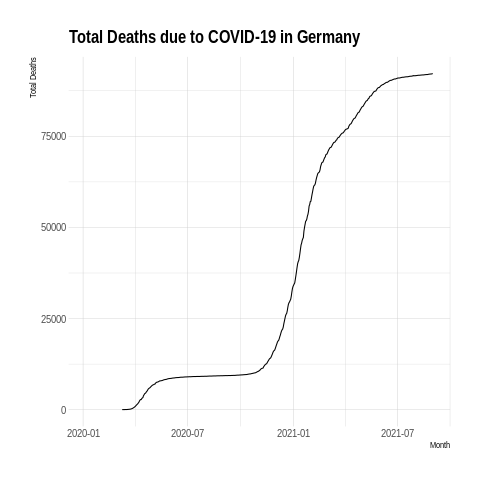 Total Deaths due to COVID-19 in Germany
Total Deaths
75000
50000
25000
0
2020-01 2020-07 2021-01 2021-07
Month